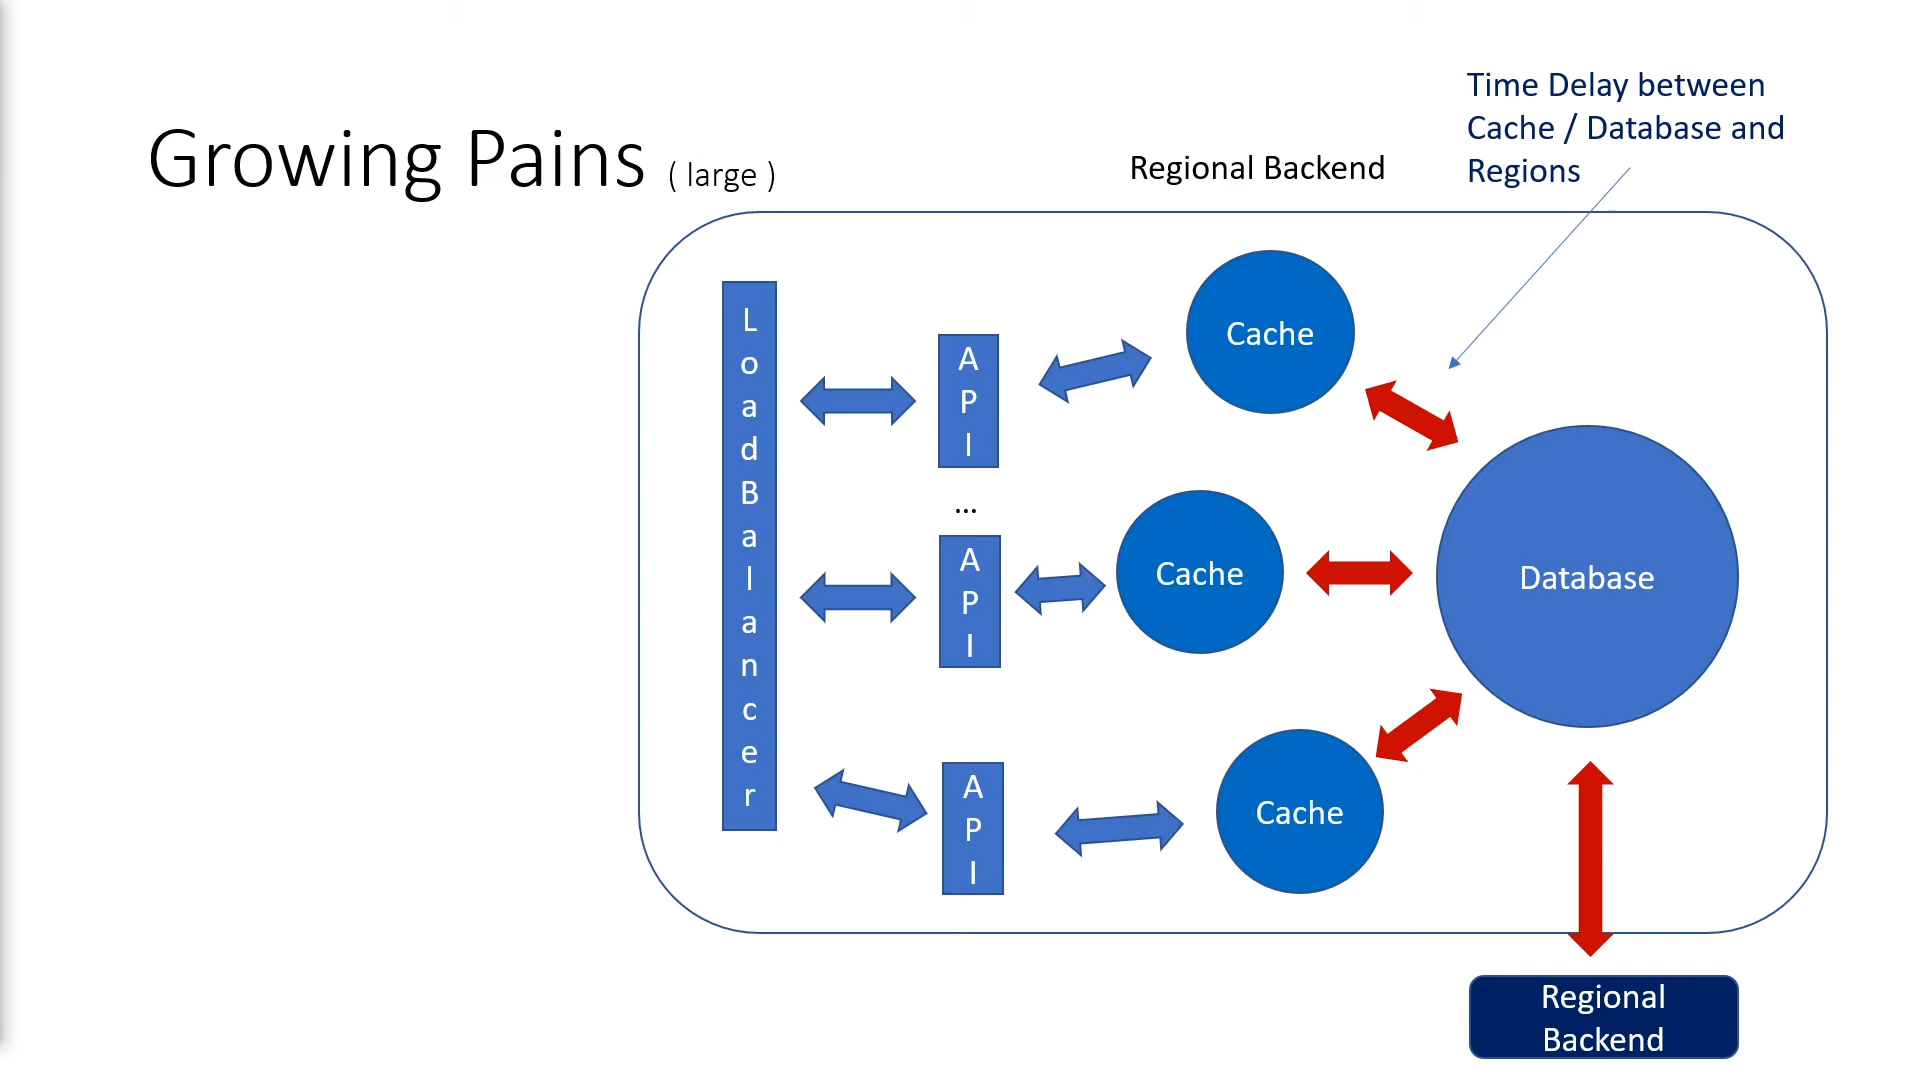 Growing Pains ( large )
Regional Backend
Time Delay between
Cache / Database and
Regions
L
o
a
d
B
a
l
a
n
c
e
r
A
P
I
...
A
P
I
A
P
I
Cache
Cache
Cache
Database
Regional
Backend